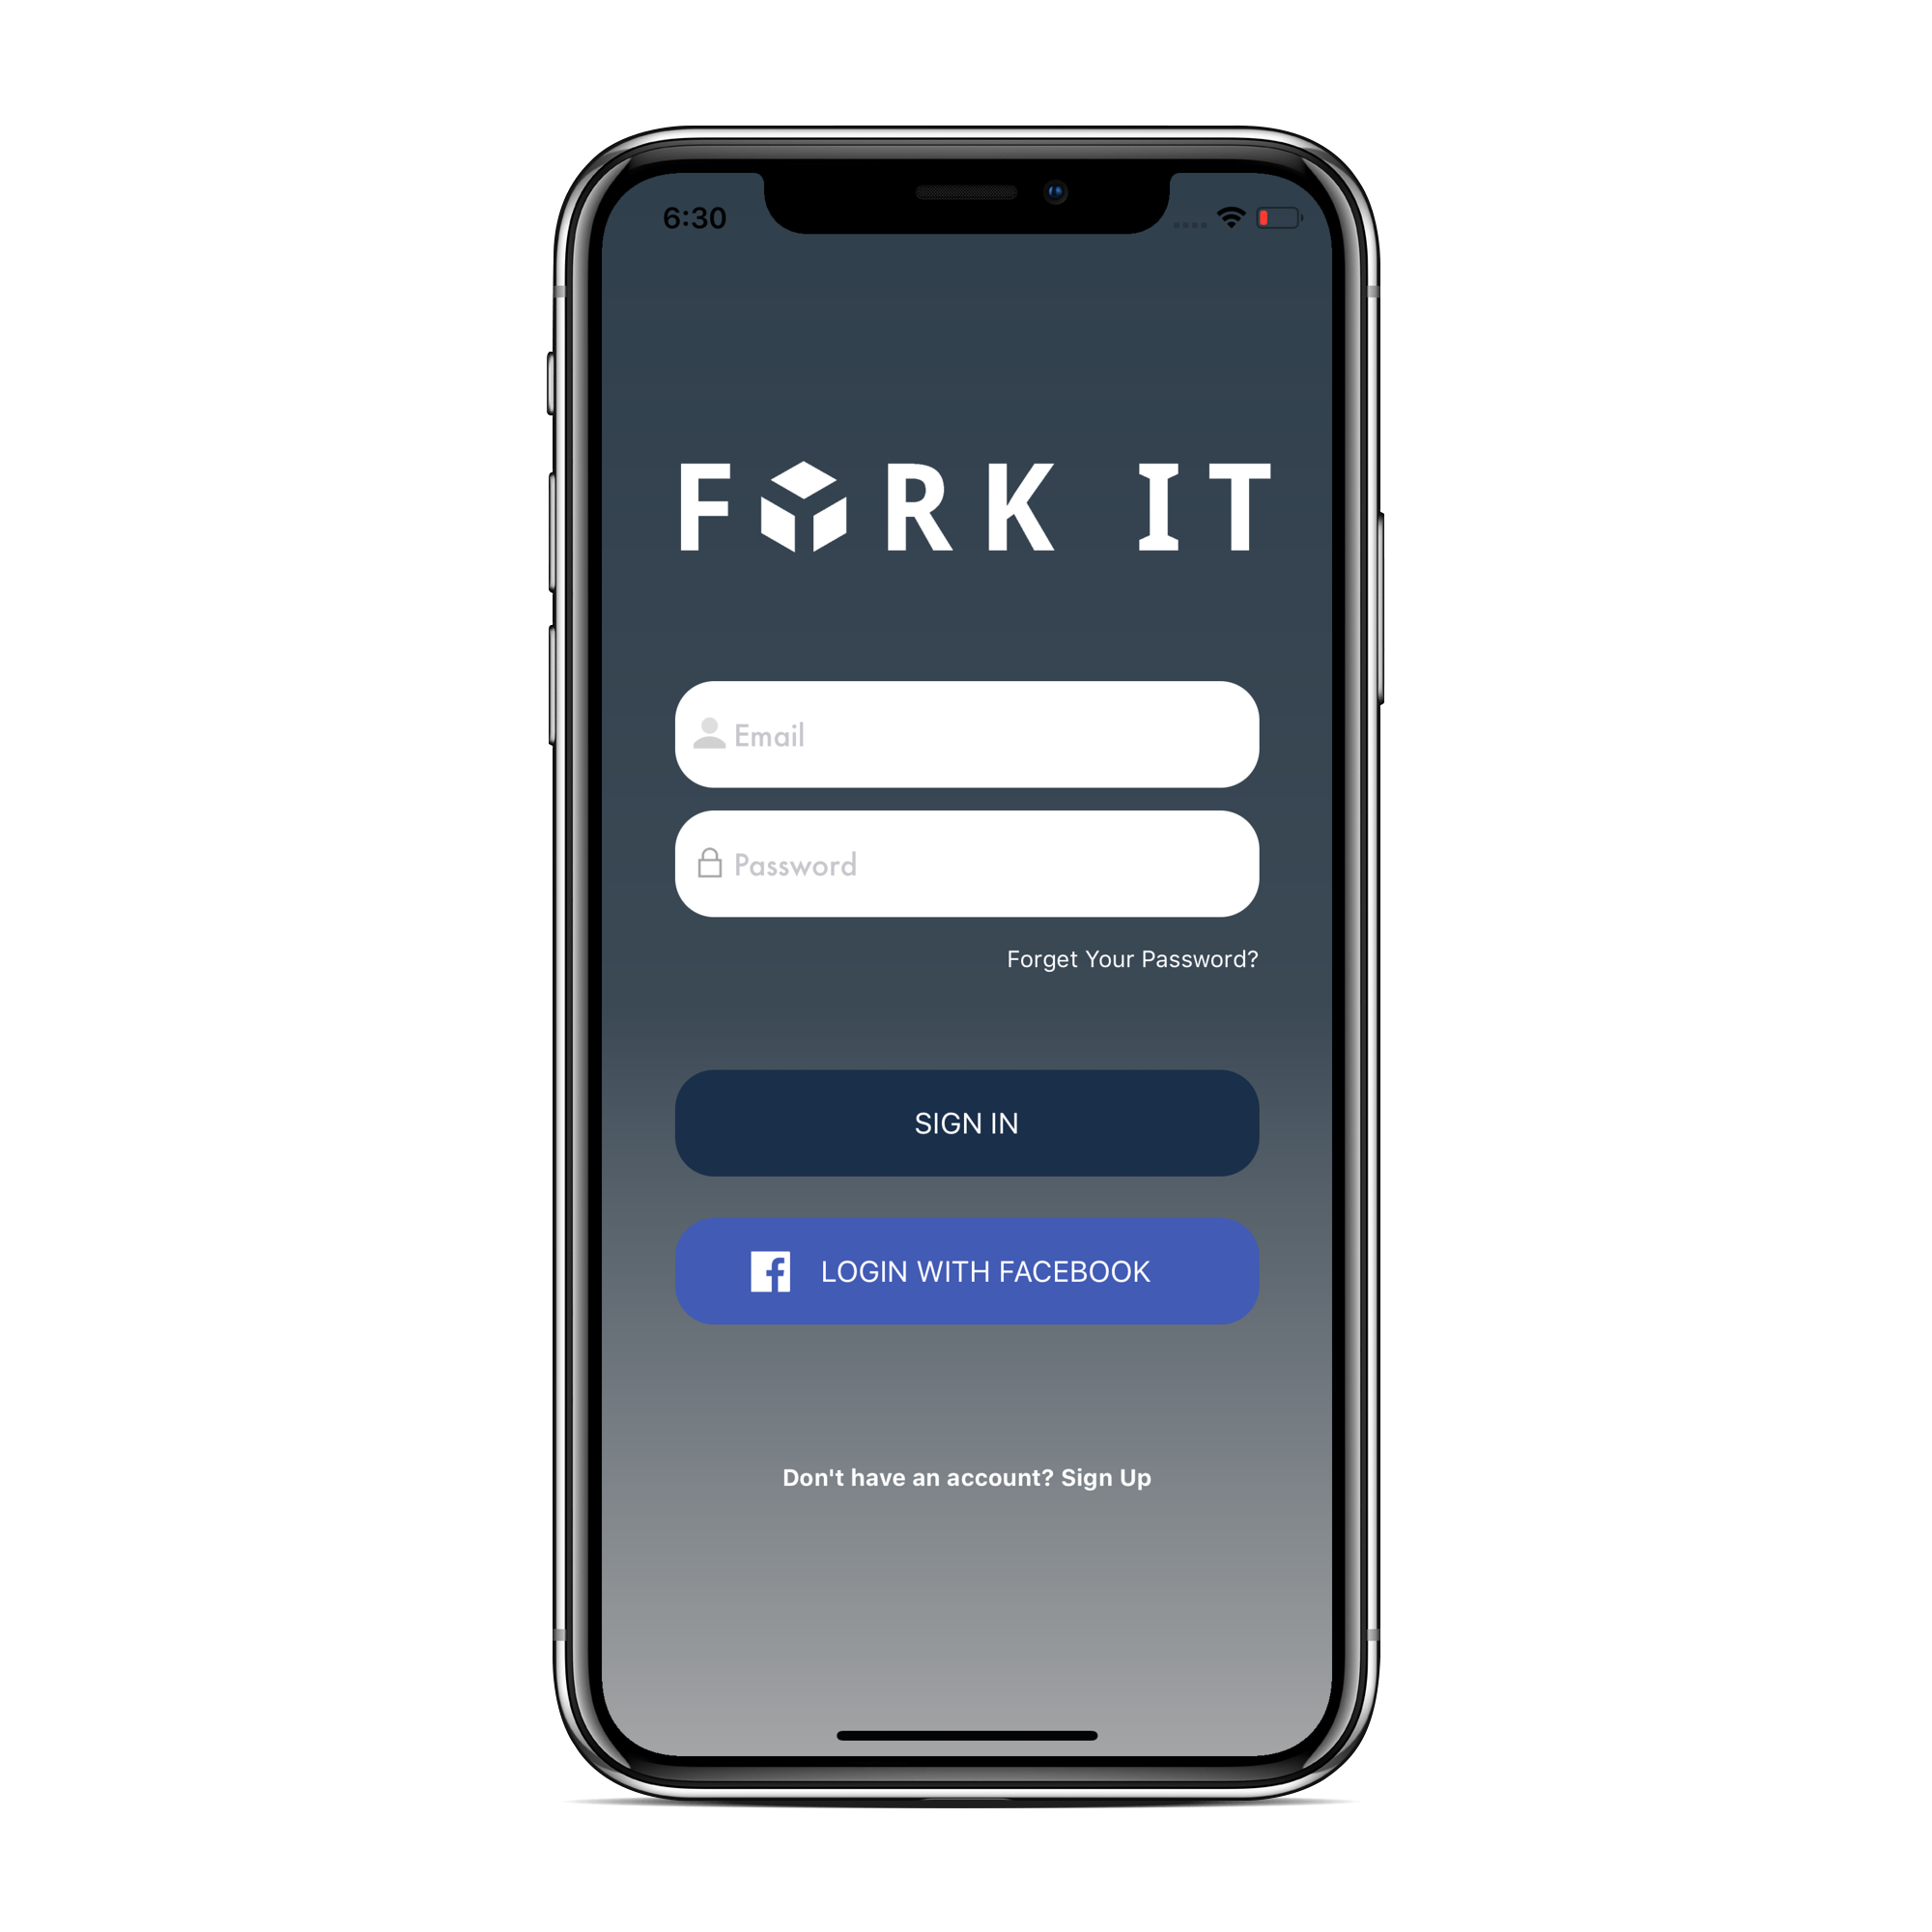 6:30
FORK IT
Email
Password
Forget Your Password?
SIGN IN
LOGIN WITH FACEBOOK
Don't have an account? Sign Up